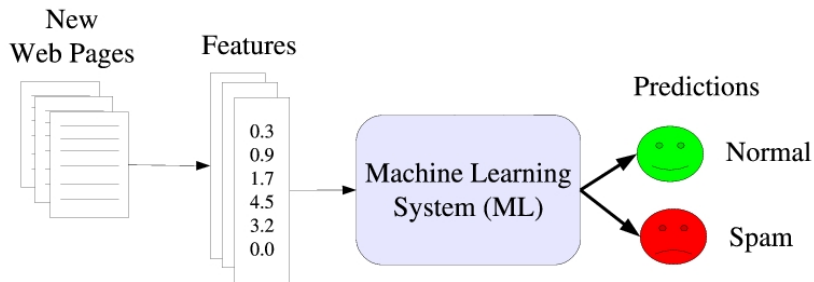 New
Web Pages
Features
0.3
0.9
1.7
4.5
3.2
0.0
Machine Learning
System (ML)
Predictions
Normal
Spam